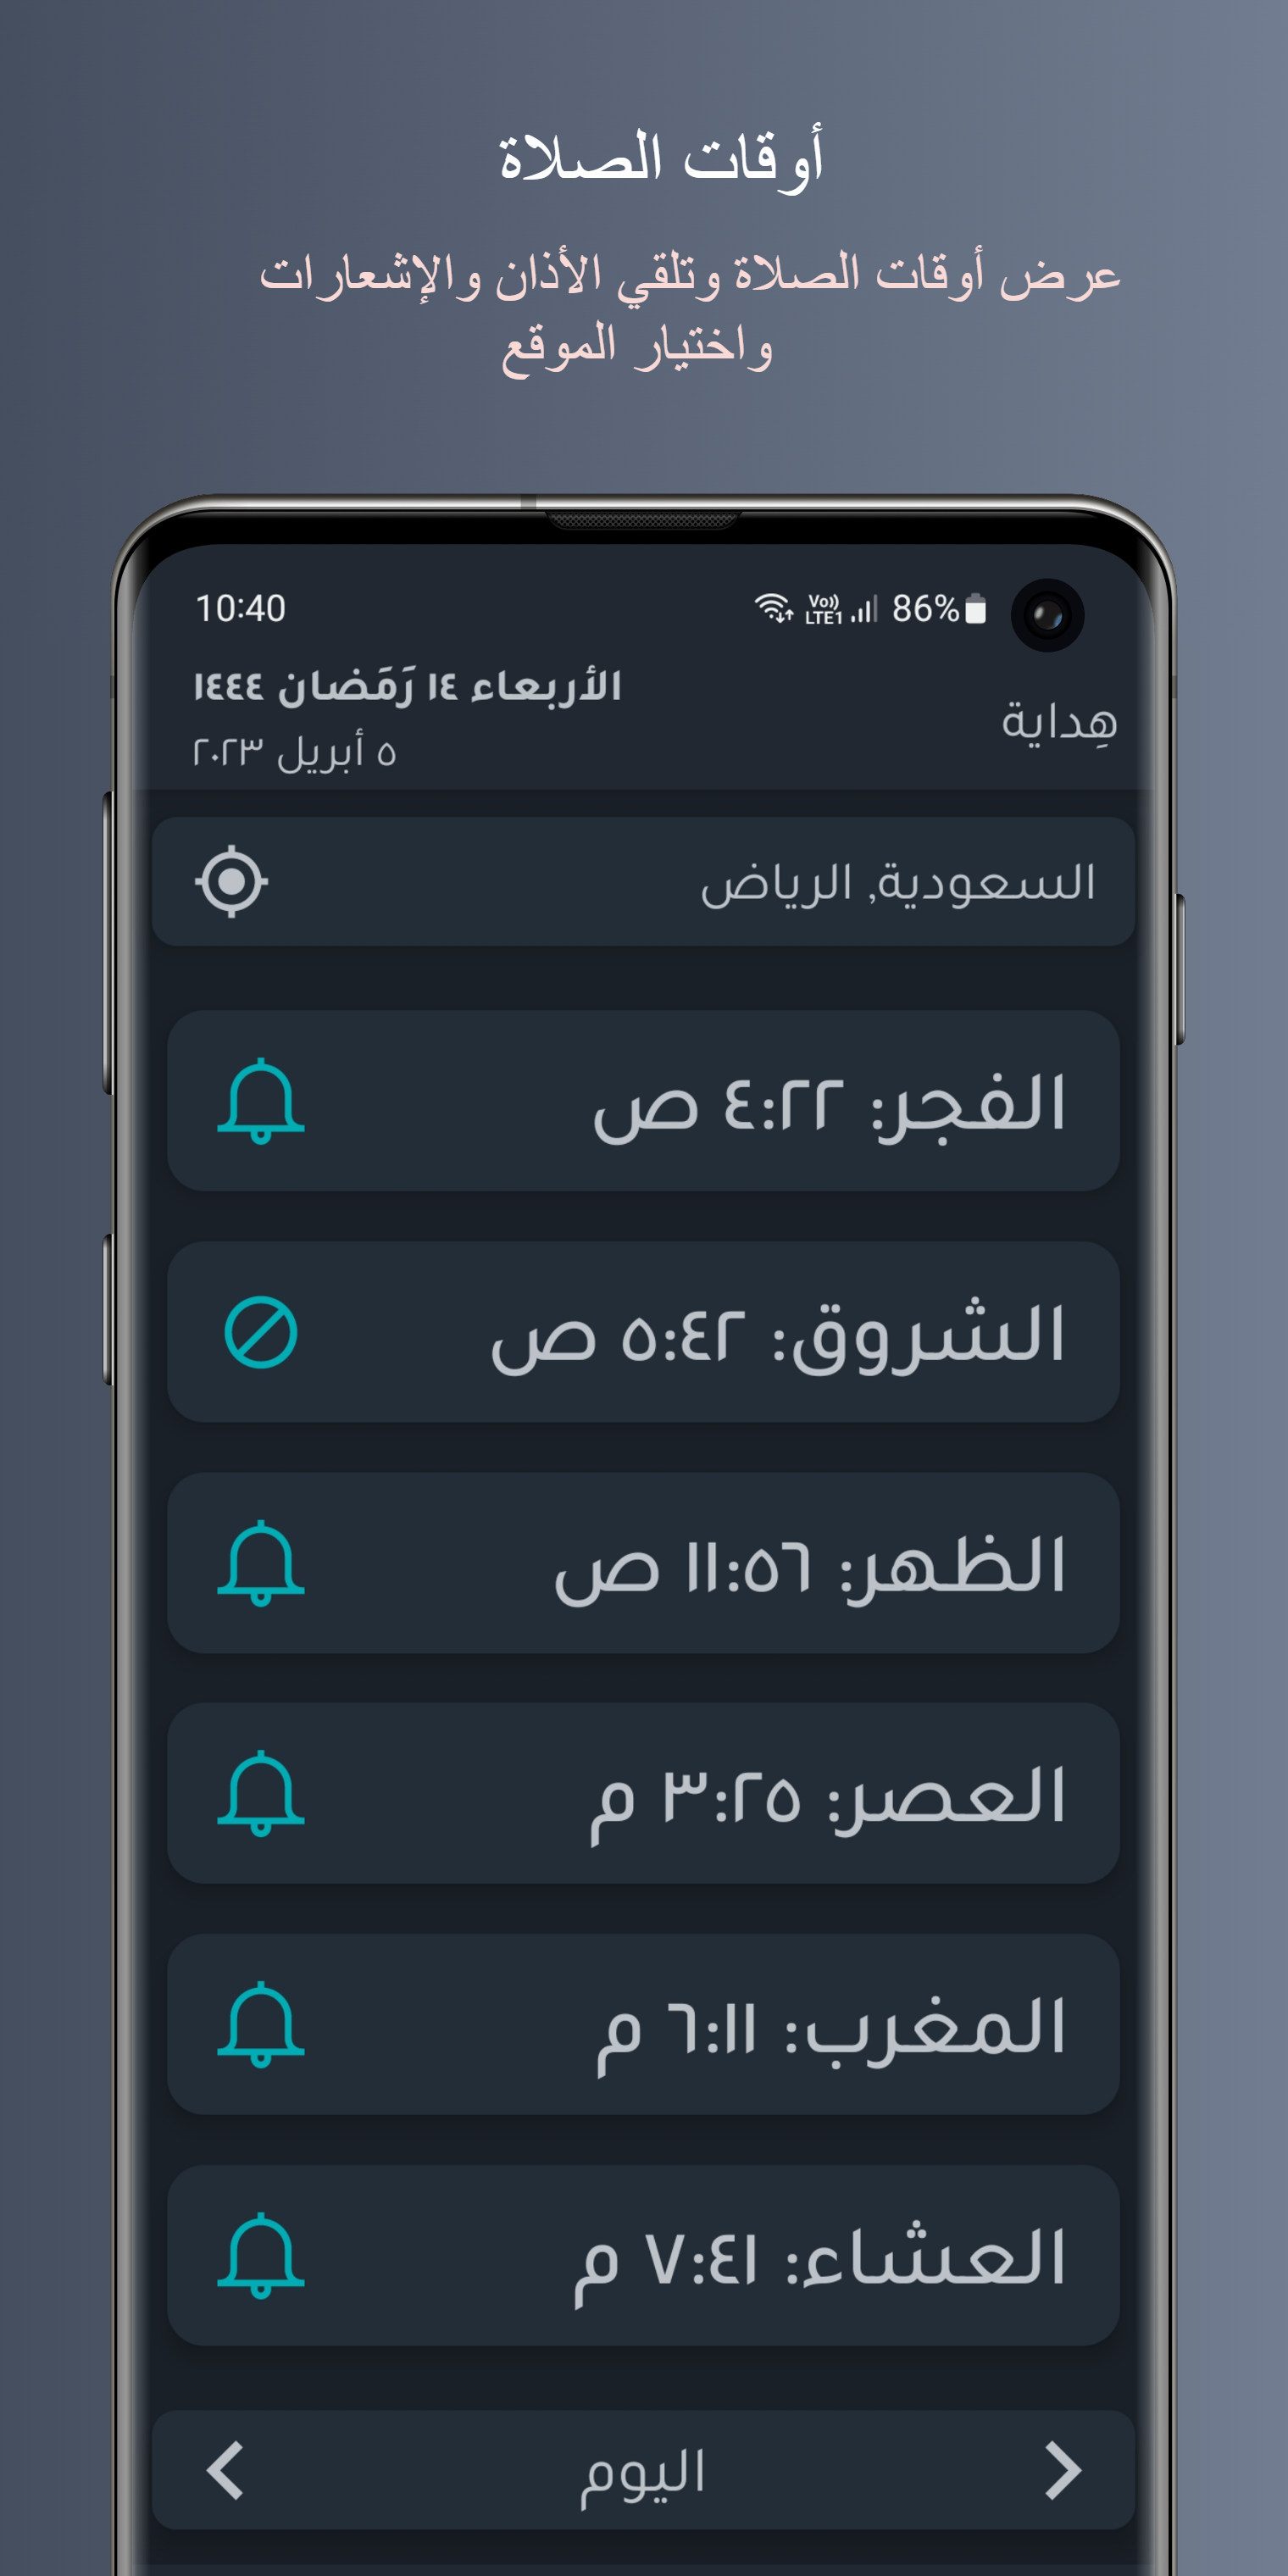 أوقات الصلاة
عرض أوقات الصلاة وتلقي الأذان والإشعارات
واختيار الموقع
10:40
Vo)) LTE1 86%
هِداية
الأربعاء ١٤ رَمَضان ١٤٤٤
٥ أبريل ٢٠٢٣
السعودية, الرياض
الفجر: ٤:٢٢ ص
الشروق: ٥:٤٢ ص
الظهر: ١١:٥٦ ص
العصر: ٣:٢٥ م
المغرب: ٦:١١ م
العشاء: ٧:٤١ م
اليوم